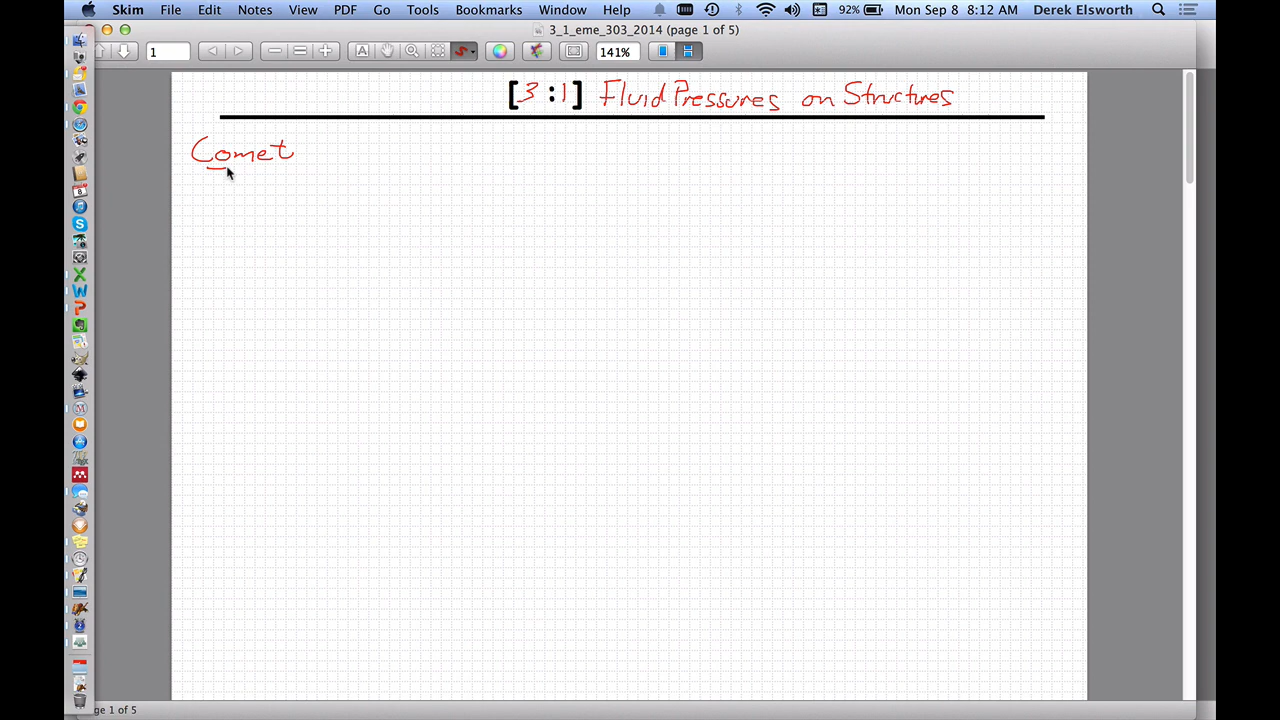 Skim File Edit Notes View PDF Go Tools Bookmarks Window Help 92% Mon Sep 8 8:12 AM Derek Elsworth
3_1_eme_303_2014 (page 1 of 5)
1 141%
[3:1] Fluid Pressures on Structures
Comet
ge 1 of 5